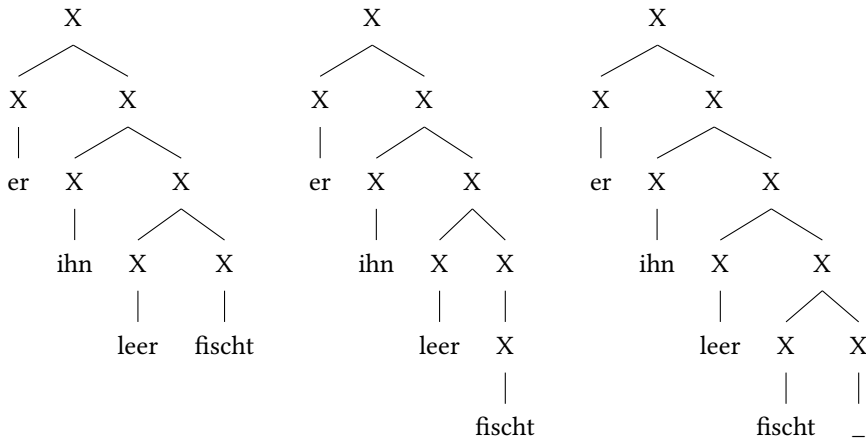 X X X
X X X X X X
er X X er X X er X X
ihn X X ihn X X ihn X X
leer fischt leer X leer X X
fischt fischt _